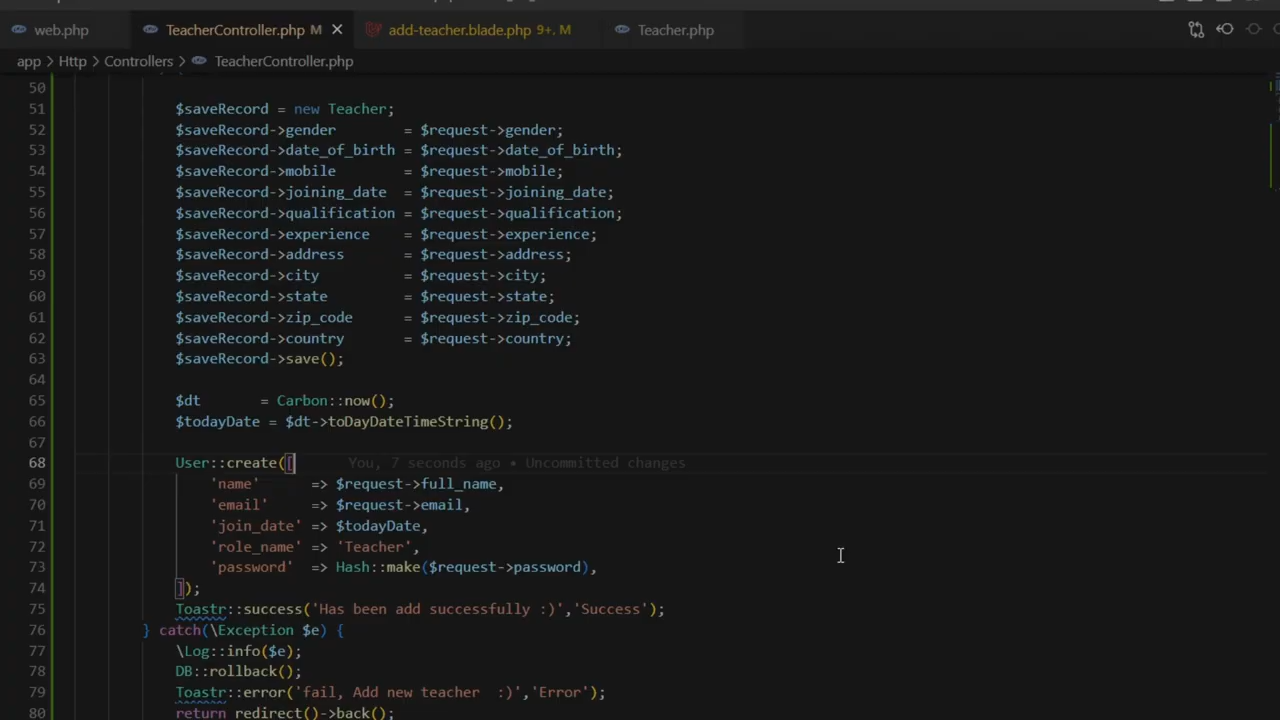 web.php TeacherController.php M add-teacher.blade.php 9+, M Teacher.php
app > Http > Controllers > TeacherController.php
50
51 $saveRecord = new Teacher;
52 $saveRecord->gender = $request->gender;
53 $saveRecord->date_of_birth = $request->date_of_birth;
54 $saveRecord->mobile = $request->mobile;
55 $saveRecord->joining_date = $request->joining_date;
56 $saveRecord->qualification = $request->qualification;
57 $saveRecord->experience = $request->experience;
58 $saveRecord->address = $request->address;
59 $saveRecord->city = $request->city;
60 $saveRecord->state = $request->state;
61 $saveRecord->zip_code = $request->zip_code;
62 $saveRecord->country = $request->country;
63 $saveRecord->save();
64
65 $dt = Carbon::now();
66 $todayDate = $dt->toDayDateTimeString();
67
68 User::create([ You, 7 seconds ago • Uncommitted changes
69 'name' => $request->full_name,
70 'email' => $request->email,
71 'join_date' => $todayDate,
72 'role_name' => 'Teacher',
73 'password' => Hash::make($request->password),
74 ]);
75 Toastr::success('Has been add successfully :)','Success');
76 } catch(\Exception $e) {
77 \Log::info($e);
78 DB::rollback();
79 Toastr::error('fail, Add new teacher :)','Error');
80 return redirect()->back();